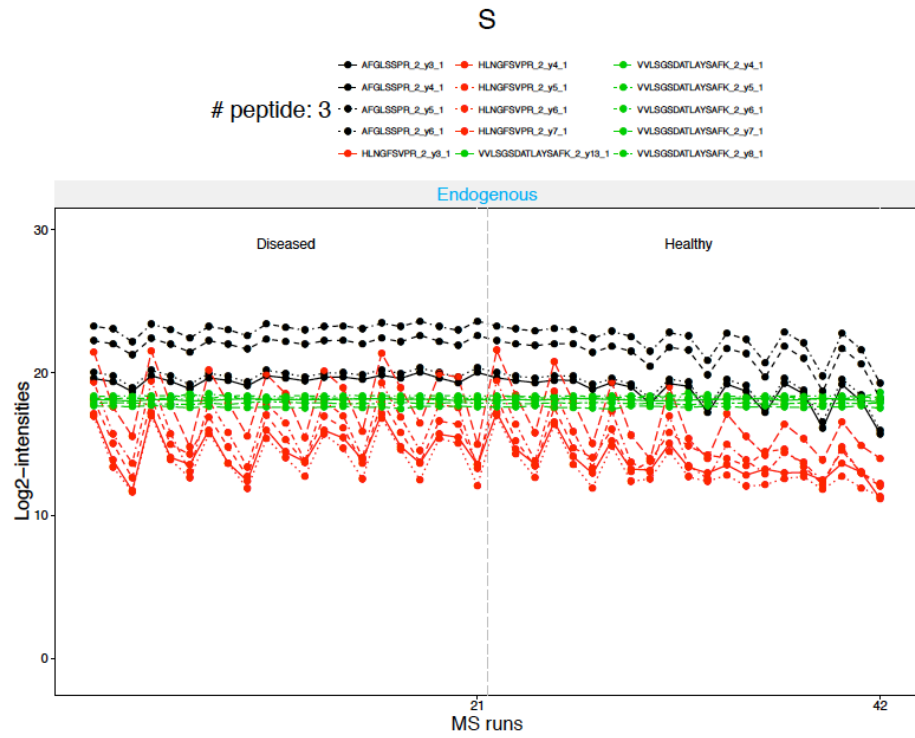 S
AFGLSSPR_2_y3_1 HLNGFSVPR_2_y4_1 VVLSGSDATLAYSAFK_2_y4_1
AFGLSSPR_2_y4_1 HLNGFSVPR_2_y5_1 VVLSGSDATLAYSAFK_2_y5_1
# peptide: 3 AFGLSSPR_2_y5_1 HLNGFSVPR_2_y6_1 VVLSGSDATLAYSAFK_2_y6_1
AFGLSSPR_2_y6_1 HLNGFSVPR_2_y7_1 VVLSGSDATLAYSAFK_2_y7_1
HLNGFSVPR_2_y3_1 VVLSGSDATLAYSAFK_2_y13_1 VVLSGSDATLAYSAFK_2_y8_1
Endogenous
30
Diseased Healthy
20
Log2-intensities
10
0
21 42
MS runs